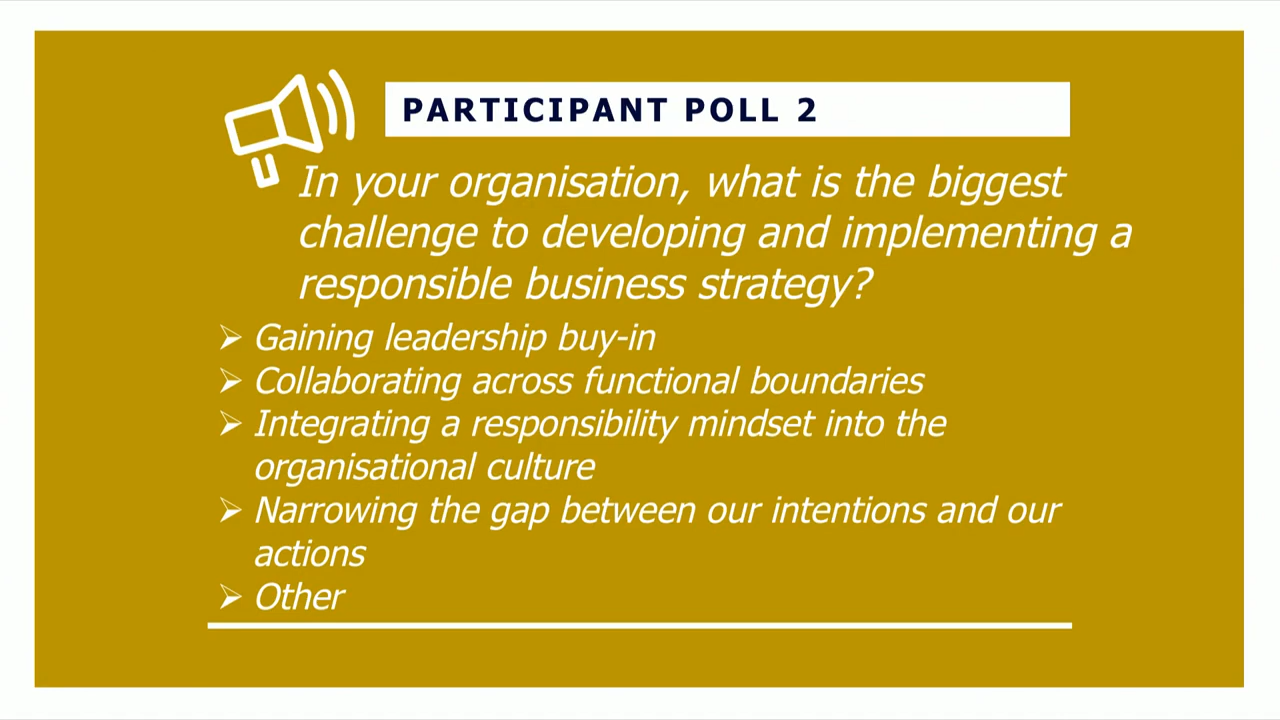 PARTICIPANT POLL 2
In your organisation, what is the biggest
challenge to developing and implementing a
responsible business strategy?
Gaining leadership buy-in
Collaborating across functional boundaries
Integrating a responsibility mindset into the
organisational culture
Narrowing the gap between our intentions and our
actions
Other